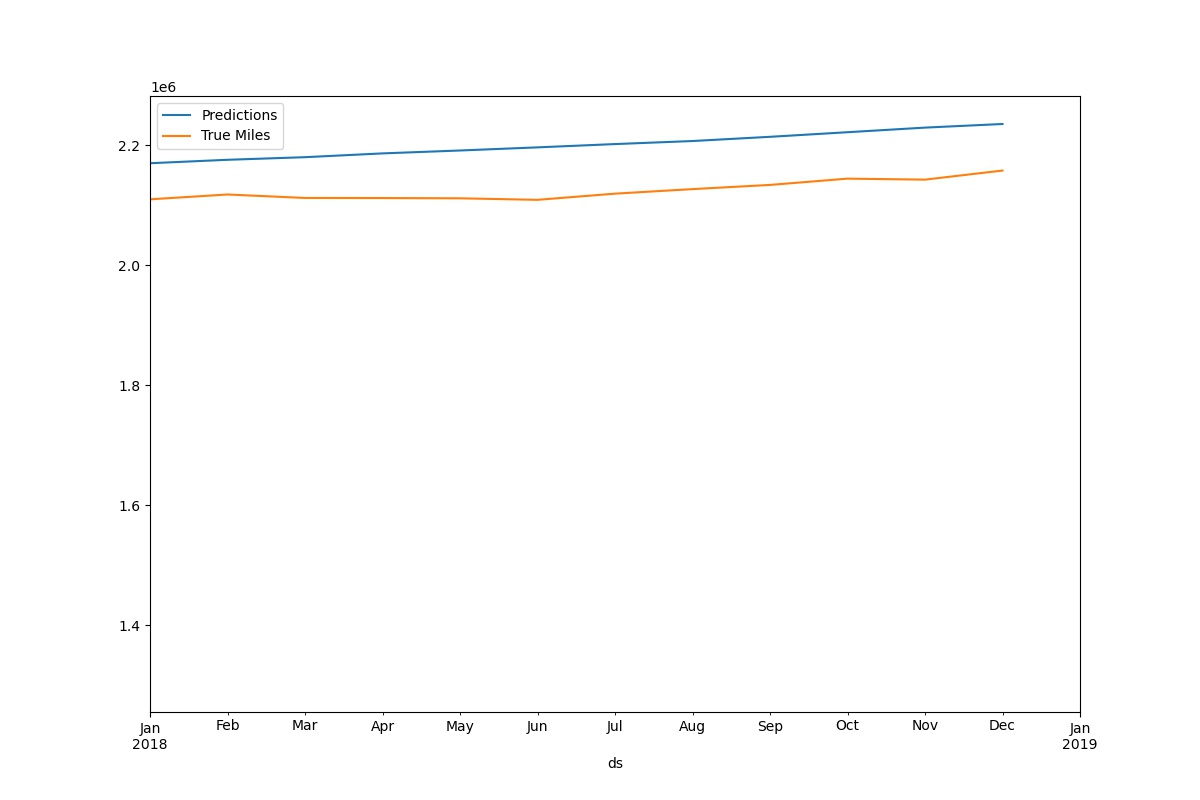 1e6
Predictions
True Miles
2.2
2.0
1.8
1.6
1.4
Jan Feb Mar Apr May Jun Jul Aug Sep Oct Nov Dec Jan
2018 2019
ds